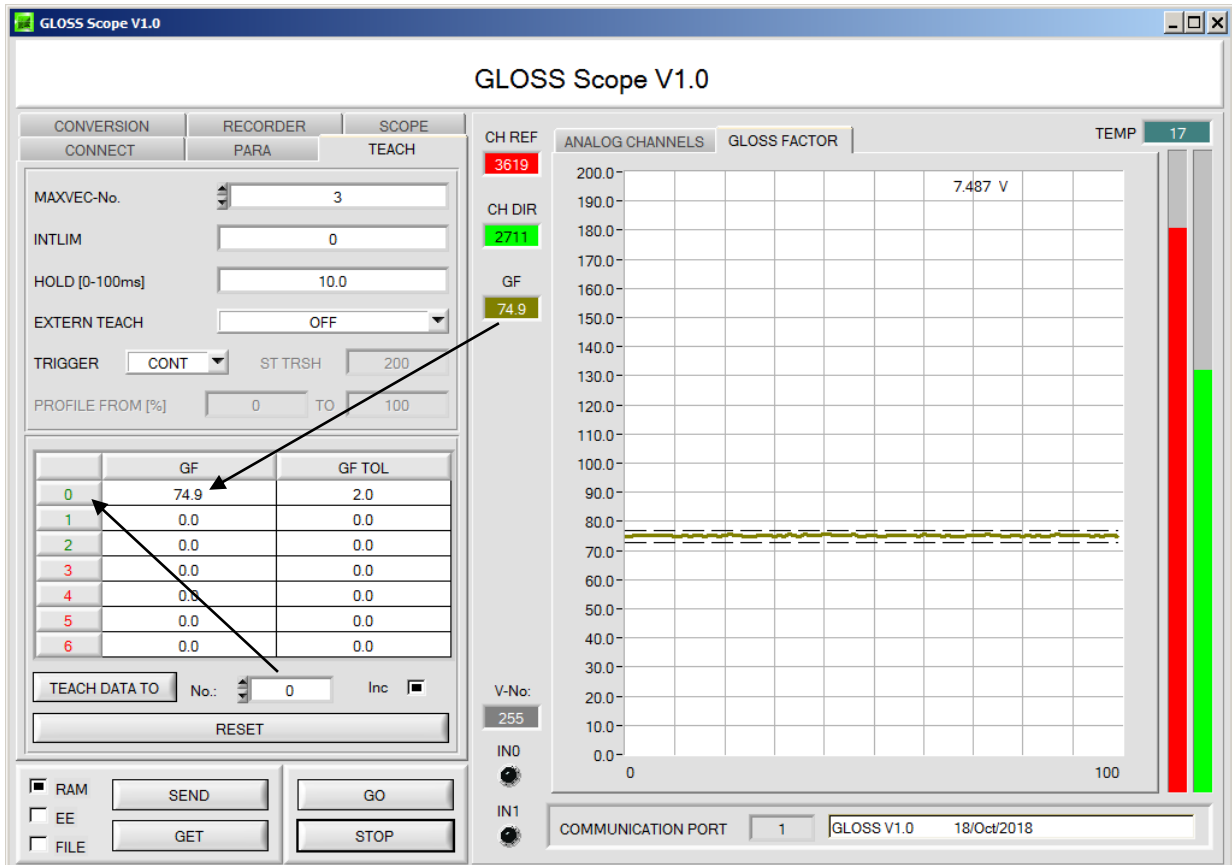 GLOSS Scope V1.0
GLOSS Scope V1.0
CONVERSION RECORDER SCOPE
CONNECT PARA TEACH
MAXVEC-No. 3
INTLIM 0
HOLD [0-100ms] 10.0
EXTERN TEACH OFF
TRIGGER CONT ST TRSH 200
PROFILE FROM [%] 0 TO 100
GF GF TOL
0 74.9 2.0
1 0.0 0.0
2 0.0 0.0
3 0.0 0.0
4 0.0 0.0
5 0.0 0.0
6 0.0 0.0
TEACH DATA TO No.: 0 Inc
RESET
RAM
EE
FILE
SEND
GET
GO
STOP
CH REF
3619
CH DIR
2711
GF
74.9
V-No:
255
IN0
IN1
ANALOG CHANNELS GLOSS FACTOR
TEMP 17
7.487 V
200.0
190.0
180.0
170.0
160.0
150.0
140.0
130.0
120.0
110.0
100.0
90.0
80.0
70.0
60.0
50.0
40.0
30.0
20.0
10.0
0.0
0 100
COMMUNICATION PORT 1 GLOSS V1.0 18/Oct/2018